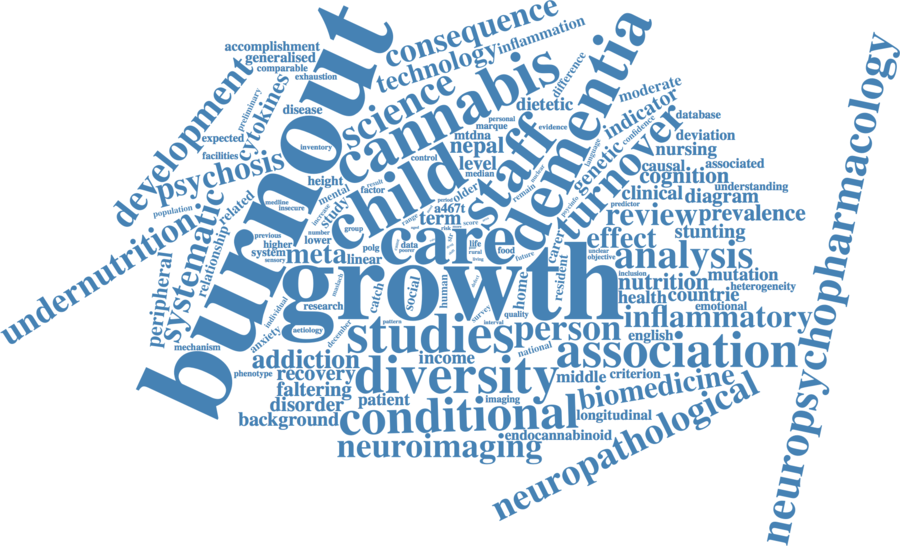 burnout
growth
child
cannabis
care
staff
dementia
turnover
science
consequence
technology
inflammation
accomplishment
generalised
comparable
exhaustion
development
cytokines
disease
preliminary
expected
inventory
facilities
psychosis
population
undernutrition
systematic
related
relationship
peripheral
mechanism
medline
insecure
previous
higher
system
sensory
height
mental
result
factor
increase
study
number
lower
group
control
personal
marque
mtdna
evidence
nepal
level
median
dietetic
difference
moderate
indicator
database
confidence
language
genetic
deviation
nursing
causal
associated
cognition
understanding
clinical
diagram
predictor
review
prevalence
stunting
effect
unclear
objective
analysis
inclusion
nutrition
mutation
heterogeneity
health
countrie
emotional
inflammatory
english
association
neuropsychopharmacology
older
period
remain
nuclear
a467t
term
range
score
risk
meta
linear
polg
data
poorer
life
rural
food
future
career
resident
home
quality
survey
human
social
catch
research
individual
anxiety
aetiology
december
pattern
interval
studies
person
national
income
addiction
phenotype
recovery
diversity
middle
criterion
faltering
disorder
patient
imaging
biomedicine
background
conditional
longitudinal
endocannabinoid
neuroimaging
neuropathological